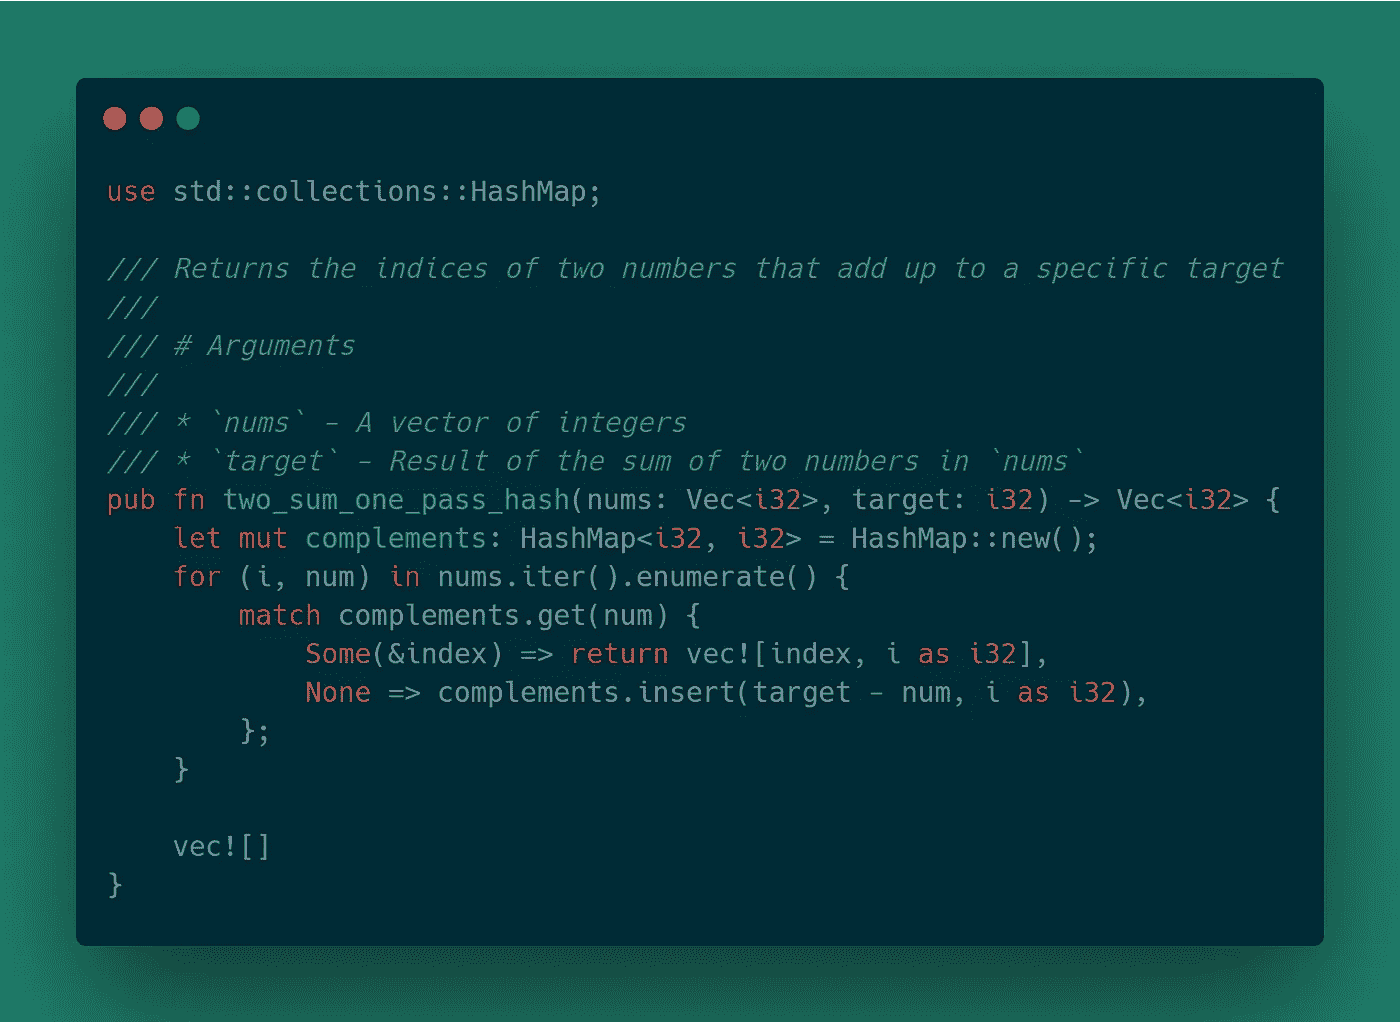 use std::collections::HashMap;
/// Returns the indices of two numbers that add up to a specific target
///
/// # Arguments
///
/// * `nums` - A vector of integers
/// * `target` - Result of the sum of two numbers in `nums`
pub fn two_sum_one_pass_hash(nums: Vec<i32>, target: i32) -> Vec<i32> {
    let mut complements: HashMap<i32, i32> = HashMap::new();
    for (i, num) in nums.iter().enumerate() {
        match complements.get(num) {
            Some(&index) => return vec![index, i as i32],
            None => complements.insert(target - num, i as i32),
        };
    }
    vec![]
}